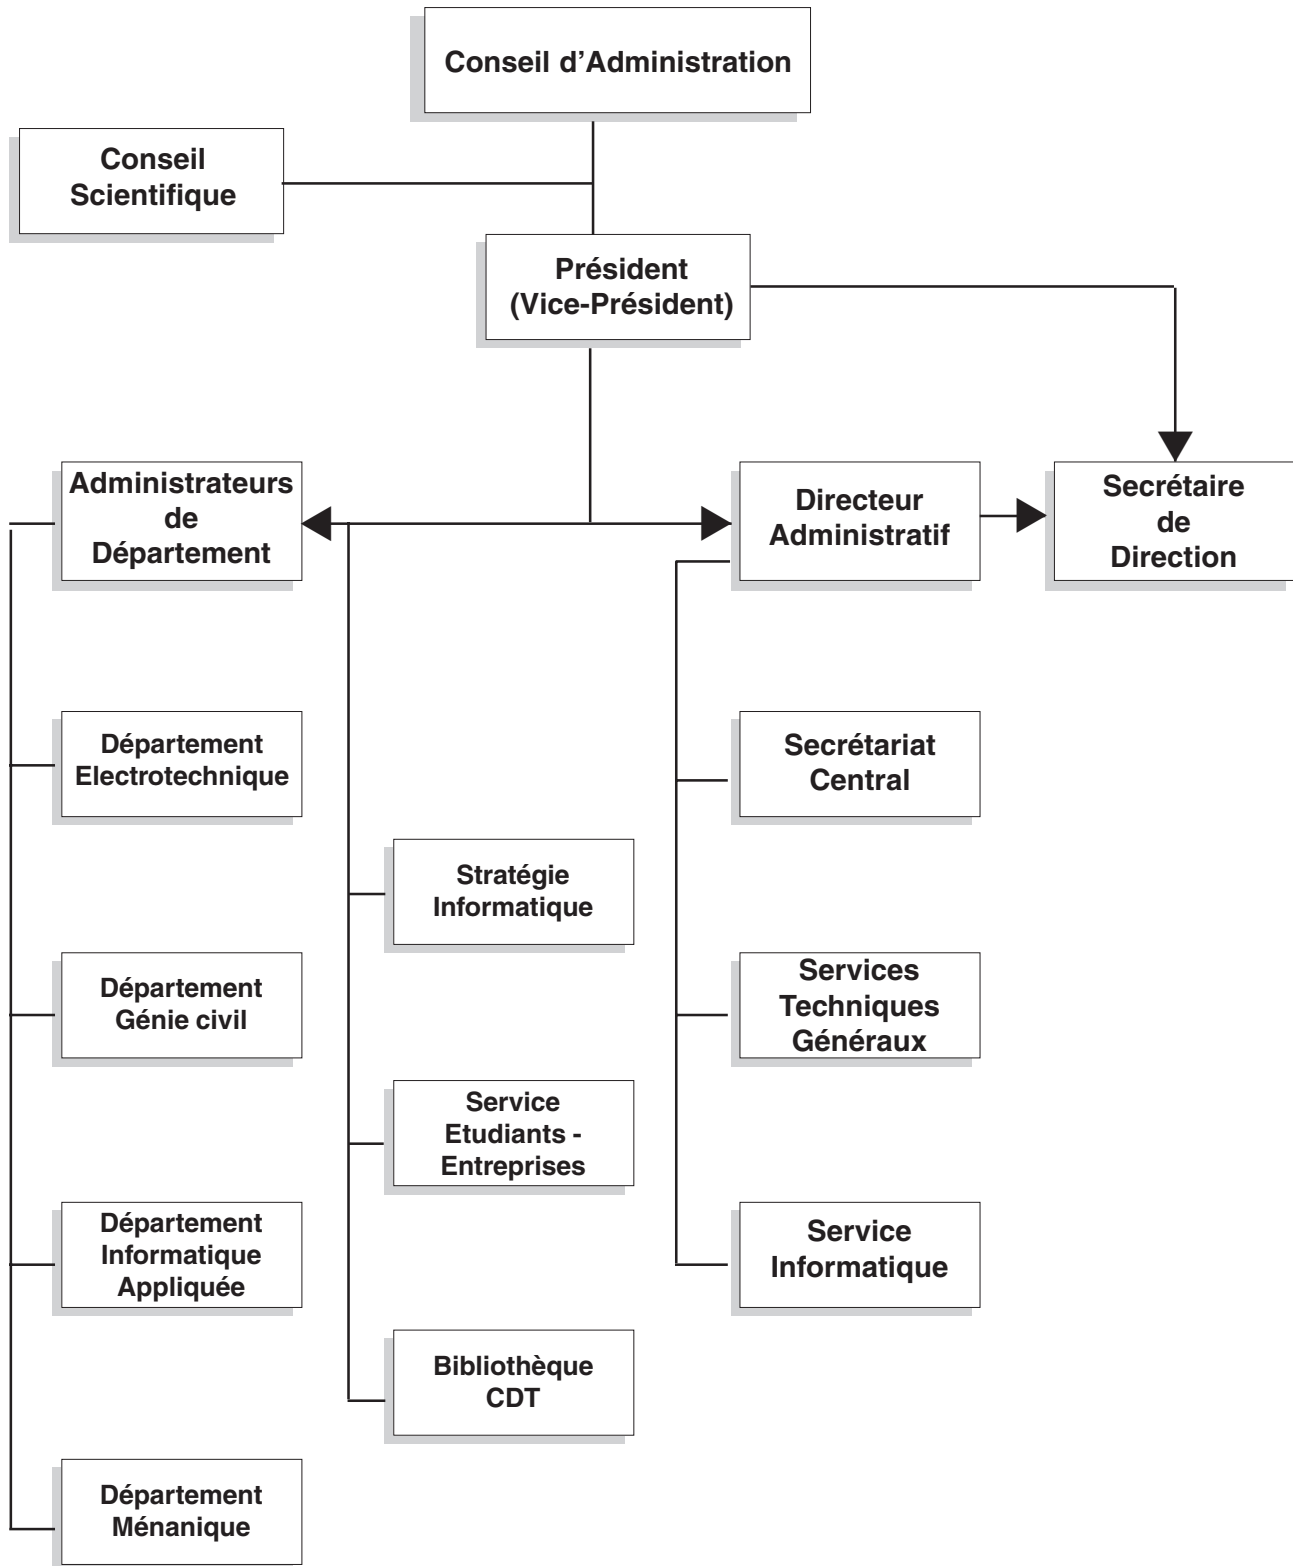 Conseil d'Administration
Conseil
Scientifique
Président
(Vice-Président)
Administrateurs
de
Département
Directeur
Administratif
Secrétaire
de
Direction
Département
Electrotechnique
Secrétariat
Central
Stratégie
Informatique
Département
Génie civil
Services
Techniques
Généraux
Service
Etudiants -
Entreprises
Département
Informatique
Appliquée
Service
Informatique
Bibliothèque
CDT
Département
Ménanique